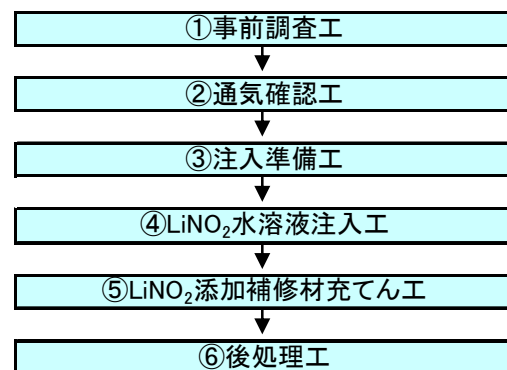 ①事前調査工
②通気確認工
③注入準備工
④LiNO₂水溶液注入工
⑤LiNO₂添加補修材充てん工
⑥後処理工